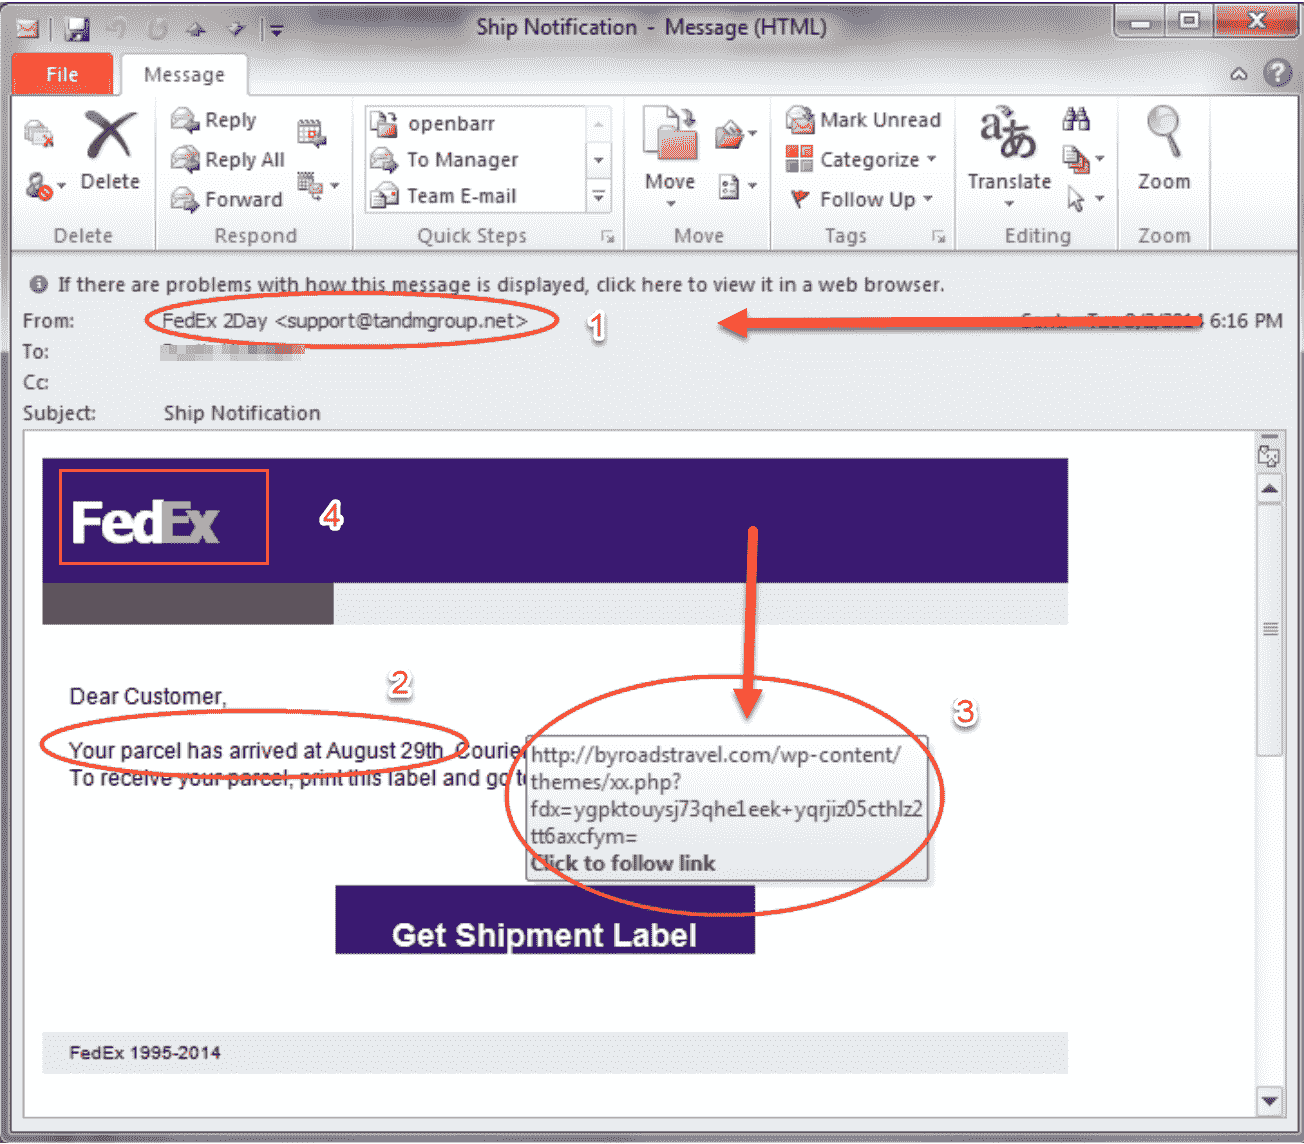 Ship Notification - Message (HTML)
File
Message
Delete
Reply
Reply All
Forward
openbarr
To Manager
Team E-mail
Move
Mark Unread
Categorize
Follow Up
Translate
Zoom
Delete
Respond
Quick Steps
Move
Tags
Editing
Zoom
If there are problems with how this message is displayed, click here to view it in a web browser.
From: FedEx 2Day <support@tandmgroup.net> 1 6:16 PM
To:
Cc:
Subject: Ship Notification
FedEx 4
Dear Customer, 2
Your parcel has arrived at August 29th. Courier
To receive your parcel, print this label and go to
3
http://byroadstravel.com/wp-content/
themes/xx.php?
fdx=ygpktouysj73qhe1eek+yqrjiz05cthlz2
tt6axcfym=
Click to follow link
Get Shipment Label
FedEx 1995-2014